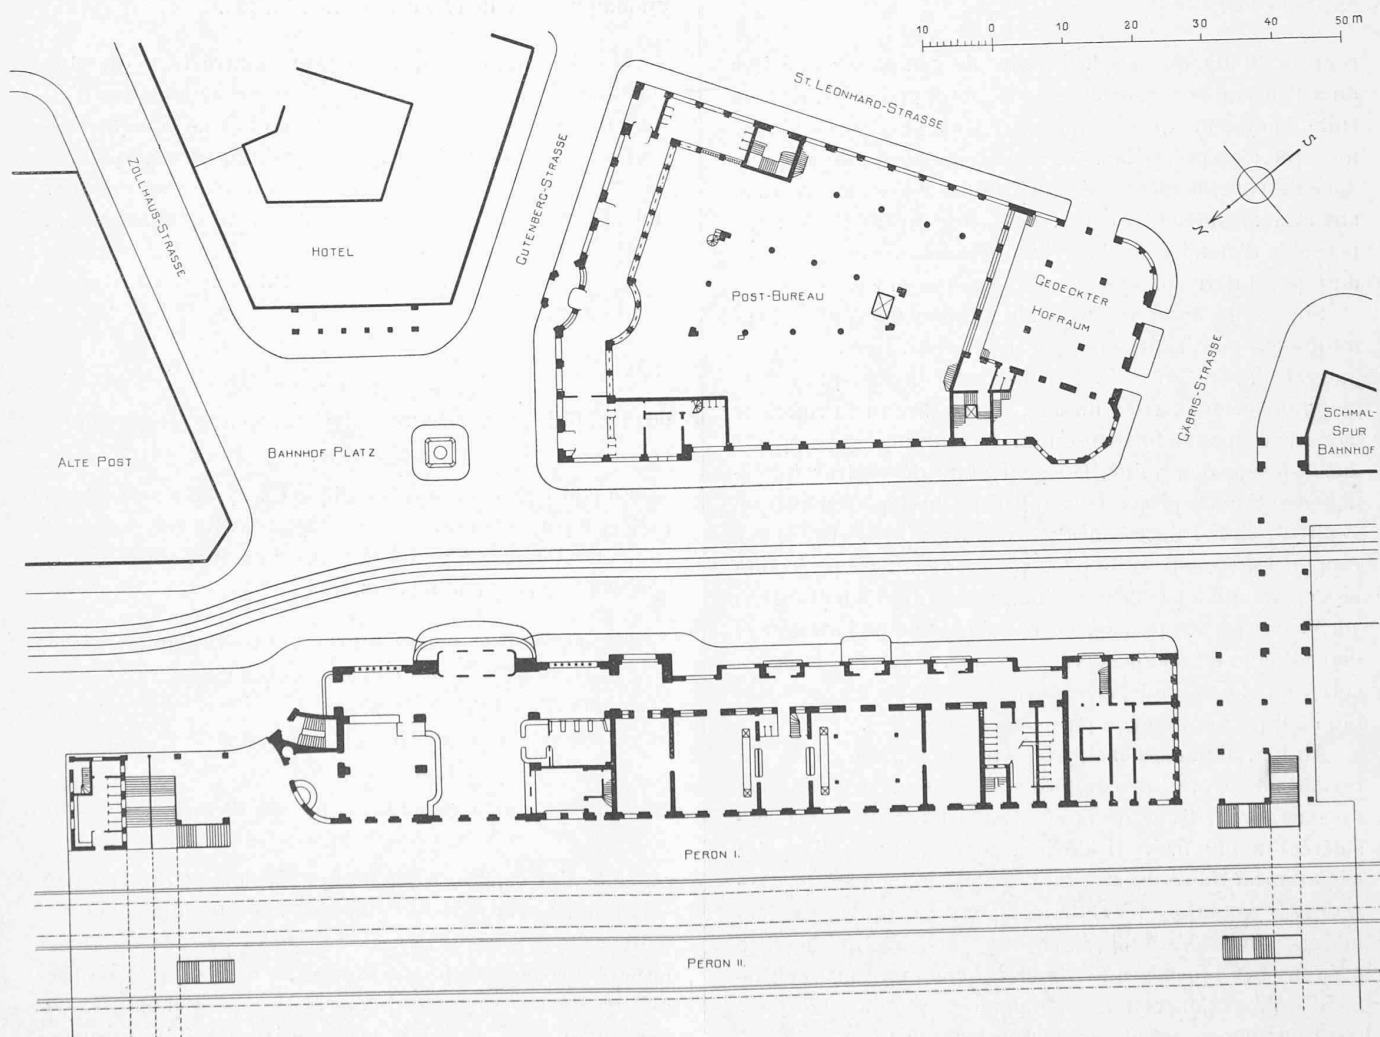 10 0 10 20 30 40 50 m
ST. LEONHARD-STRASSE
ZOLLHAUS-STRASSE
GUTENBERG-STRASSE
S
N
HOTEL
POST-BUREAU
GEDECKTER
HOFRAUM
GÄBRIS-STRASSE
SCHMAL-
SPUR
BAHNHOF
ALTE POST
BAHNHOF PLATZ
PERON I.
PERON II.